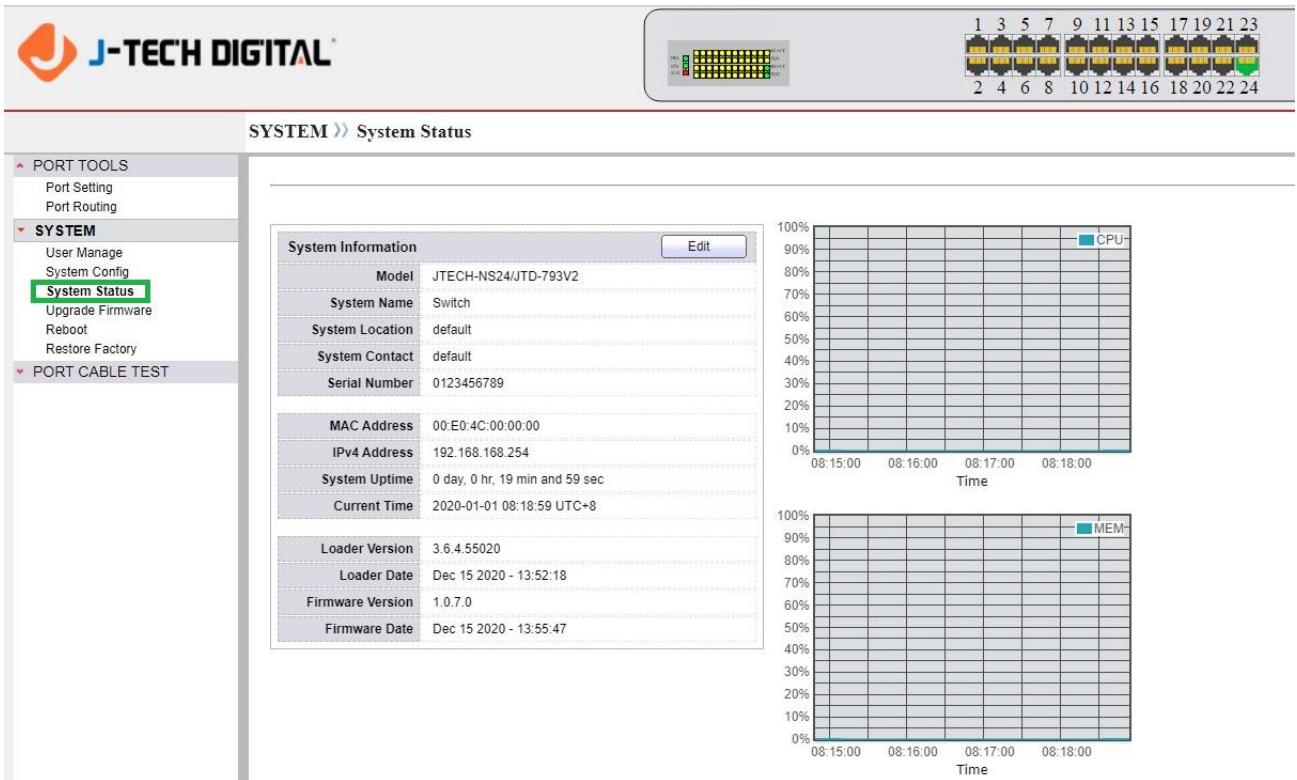 J-TECH DIGITAL
1 3 5 7 9 11 13 15 17 19 21 23
2 4 6 8 10 12 14 16 18 20 22 24
SYSTEM » System Status
PORT TOOLS
Port Setting
Port Routing
SYSTEM
User Manage
System Config
System Status
Upgrade Firmware
Reboot
Restore Factory
PORT CABLE TEST
System Information Edit
Model JTECH-NS24/JTD-793V2
System Name Switch
System Location default
System Contact default
Serial Number 0123456789
MAC Address 00:E0:4C:00:00:00
IPv4 Address 192.168.168.254
System Uptime 0 day, 0 hr, 19 min and 59 sec
Current Time 2020-01-01 08:18:59 UTC+8
Loader Version 3.6.4.55020
Loader Date Dec 15 2020 - 13:52:18
Firmware Version 1.0.7.0
Firmware Date Dec 15 2020 - 13:55:47
100%
CPU
90%
80%
70%
60%
50%
40%
30%
20%
10%
0%
08:15:00 08:16:00 08:17:00 08:18:00
Time
100%
MEM
90%
80%
70%
60%
50%
40%
30%
20%
10%
0%
08:15:00 08:16:00 08:17:00 08:18:00
Time